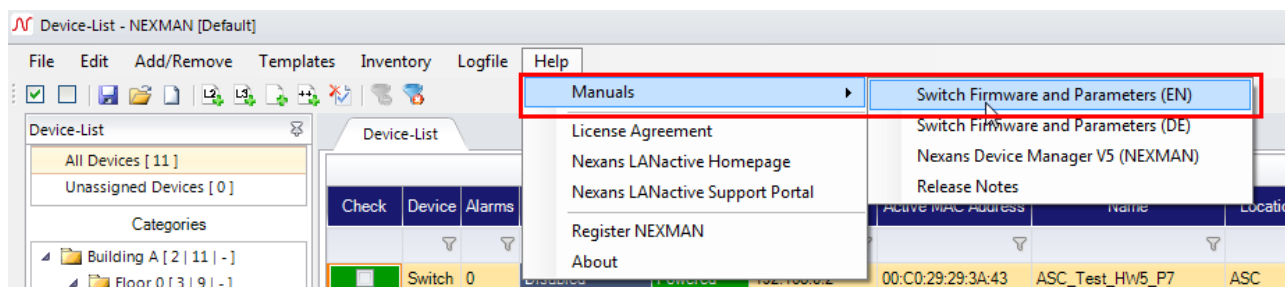 Device-List - NEXMAN [Default]
File Edit Add/Remove Templates Inventory Logfile Help
L2 L3
Manuals
Switch Firmware and Parameters (EN)
Device-List
Device-List
License Agreement
Switch Firmware and Parameters (DE)
All Devices [ 11 ]
Nexans LANactive Homepage
Nexans Device Manager V5 (NEXMAN)
Unassigned Devices [ 0 ]
Nexans LANactive Support Portal
Release Notes
Check Device Alarms Active MAC Address Name Locatio
Categories
Register NEXMAN
Building A [ 2 | 11 | - ]
About
Floor 0 [ 3 | 9 | - ]
Switch 0 Disabled Powered 00:C0:29:29:3A:43 ASC_Test_HW5_P7 ASC